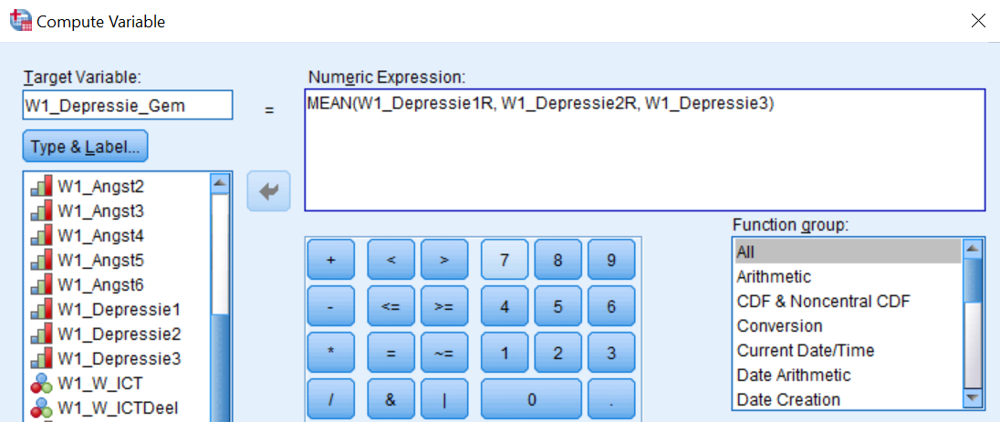 Compute Variable
Target Variable:
W1_Depressie_Gem
=
Numeric Expression:
MEAN(W1_Depressie1R, W1_Depressie2R, W1_Depressie3)
Type & Label...
W1_Angst2
W1_Angst3
W1_Angst4
W1_Angst5
W1_Angst6
W1_Depressie1
W1_Depressie2
W1_Depressie3
W1_W_ICT
W1_W_ICTDeel
+ < > 7 8 9
- <= >= 4 5 6
* = ~= 1 2 3
/ & | 0 .
Function group:
All
Arithmetic
CDF & Noncentral CDF
Conversion
Current Date/Time
Date Arithmetic
Date Creation